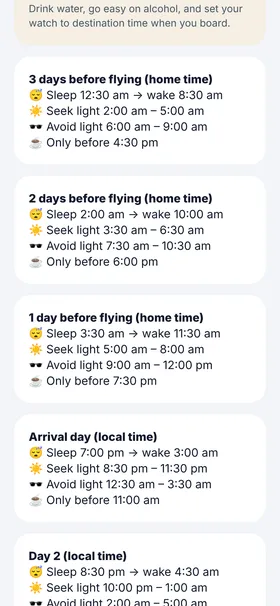 Drink water, go easy on alcohol, and set your
watch to destination time when you board.
3 days before flying (home time)
😴 Sleep 12:30 am → wake 8:30 am
☀️ Seek light 2:00 am – 5:00 am
🕶️ Avoid light 6:00 am – 9:00 am
☕ Only before 4:30 pm
2 days before flying (home time)
😴 Sleep 2:00 am → wake 10:00 am
☀️ Seek light 3:30 am – 6:30 am
🕶️ Avoid light 7:30 am – 10:30 am
☕ Only before 6:00 pm
1 day before flying (home time)
😴 Sleep 3:30 am → wake 11:30 am
☀️ Seek light 5:00 am – 8:00 am
🕶️ Avoid light 9:00 am – 12:00 pm
☕ Only before 7:30 pm
Arrival day (local time)
😴 Sleep 7:00 pm → wake 3:00 am
☀️ Seek light 8:30 pm – 11:30 pm
🕶️ Avoid light 12:30 am – 3:30 am
☕ Only before 11:00 am
Day 2 (local time)
😴 Sleep 8:30 pm → wake 4:30 am
☀️ Seek light 10:00 pm – 1:00 am
🕶️ Avoid light 2:00 am – 5:00 am